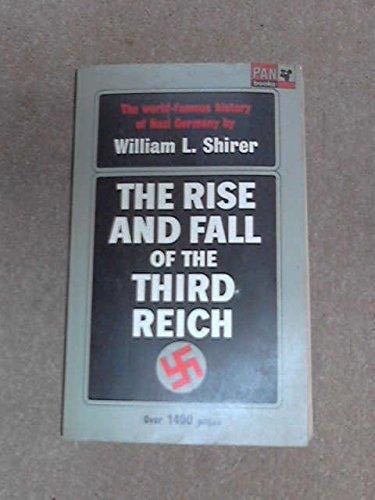 PAN
books
The world-famous history
of Nazi Germany by
William L. Shirer
THE RISE
AND FALL
OF THE
THIRD
REICH
Over 1400 pages